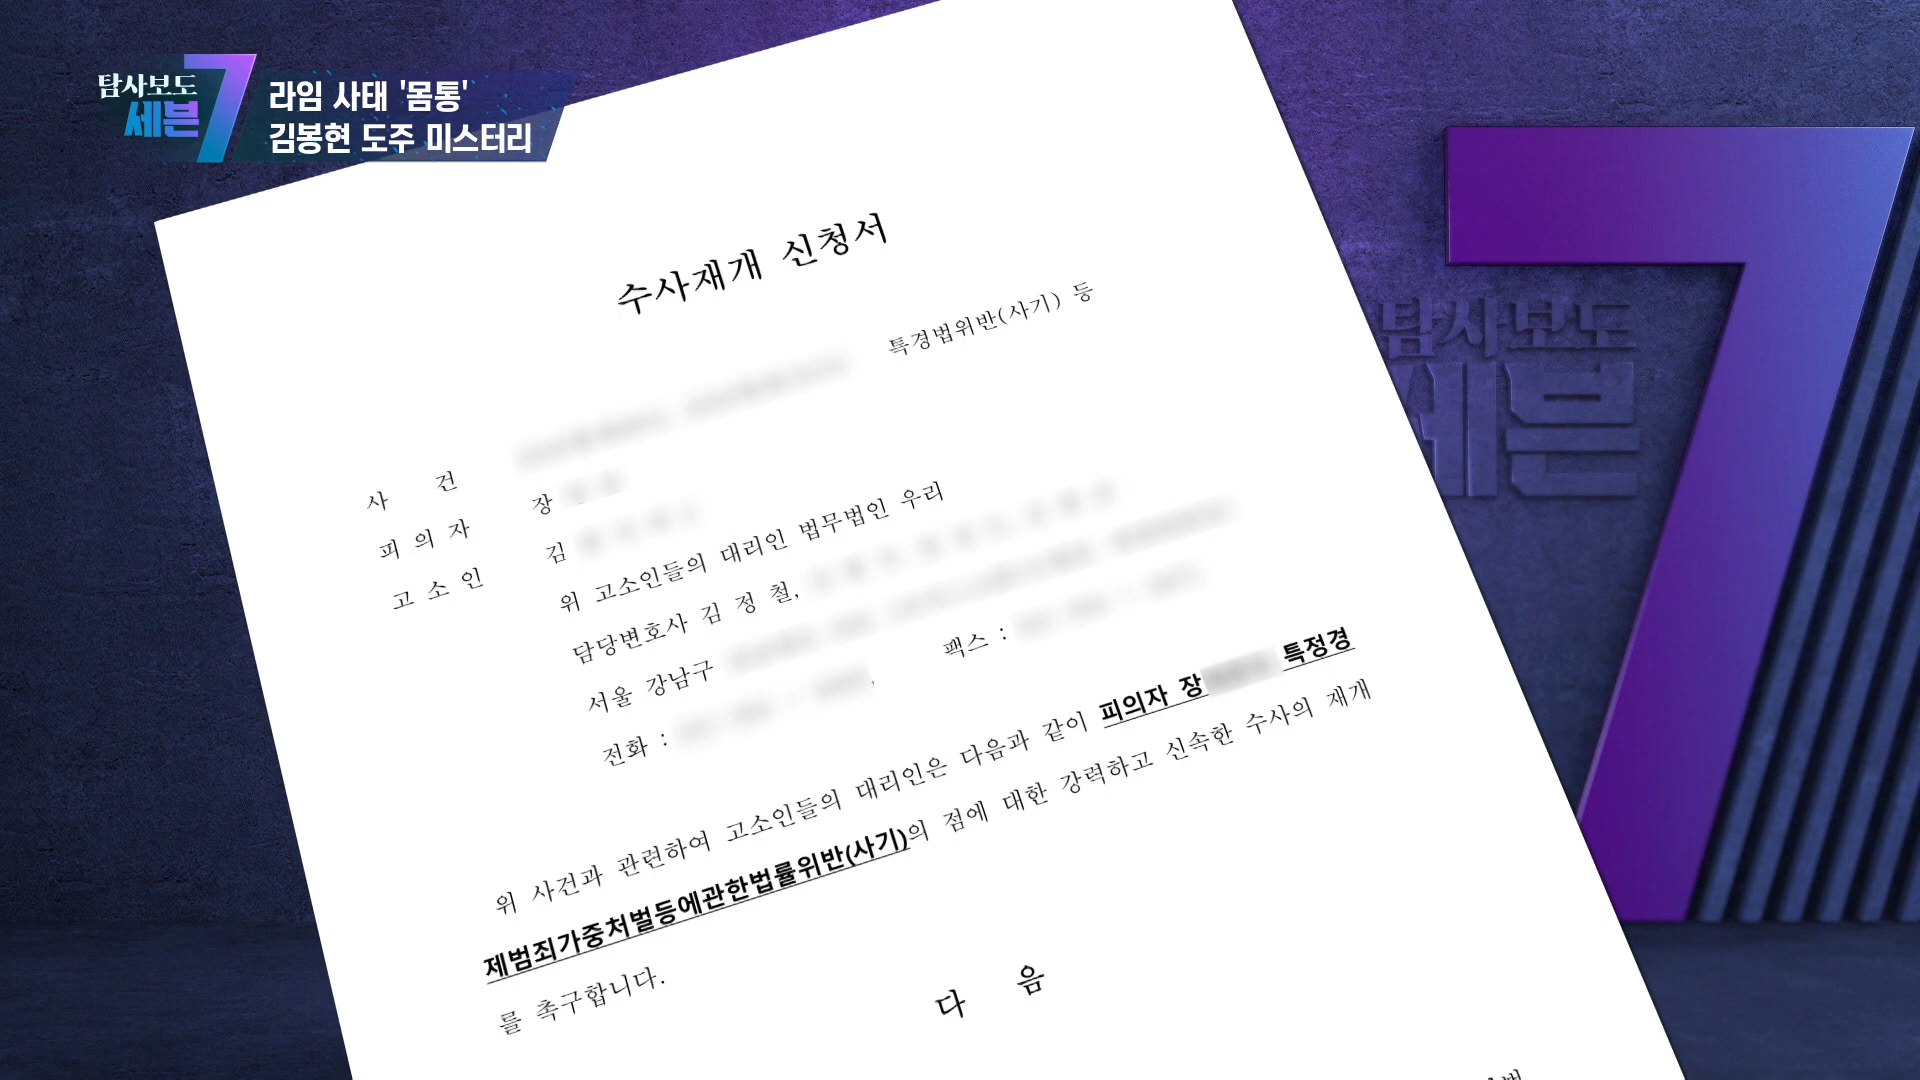 탐사보도
세븐
7
라임 사태 '몸통'
김봉현 도주 미스터리
수사재개 신청서
사 건 특경법위반(사기) 등
피 의 자 장
고 소 인 김
위 고소인들의 대리인 법무법인 우리
담당변호사 김 정 철,
서울 강남구
전화 : , 팩스 :
위 사건과 관련하여 고소인들의 대리인은 다음과 같이 피의자 장 특정경
제범죄가중처벌등에관한법률위반(사기)의 점에 대한 강력하고 신속한 수사의 재개
를 촉구합니다.
다 음
탐사보도
세븐
7